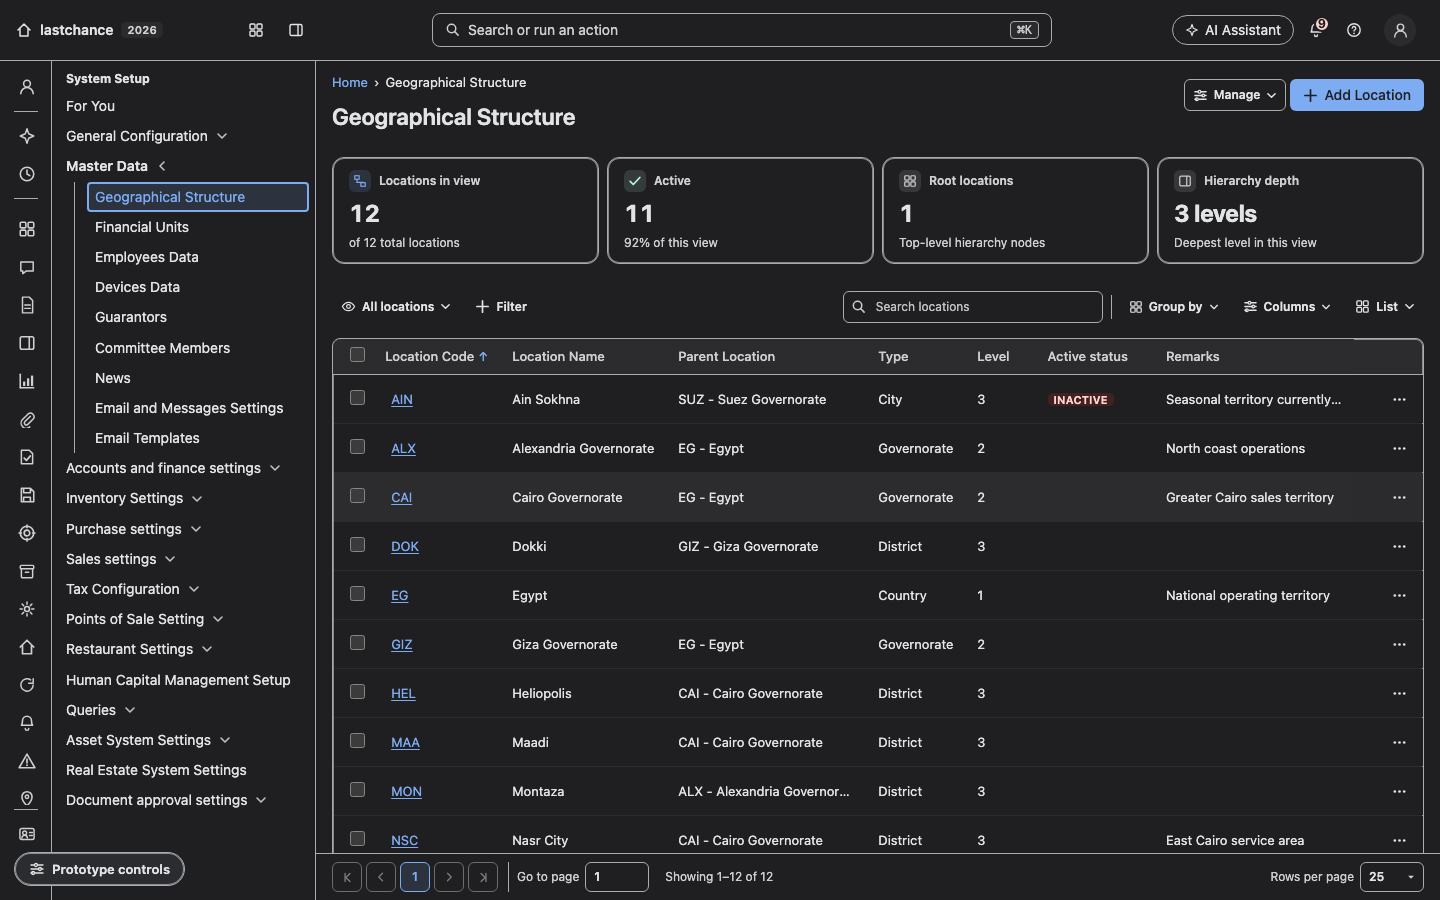 lastchance 2026
Search or run an action ⌘K
AI Assistant
9
System Setup
For You
General Configuration
Master Data
Geographical Structure
Financial Units
Employees Data
Devices Data
Guarantors
Committee Members
News
Email and Messages Settings
Email Templates
Accounts and finance settings
Inventory Settings
Purchase settings
Sales settings
Tax Configuration
Points of Sale Setting
Restaurant Settings
Human Capital Management Setup
Queries
Asset System Settings
Real Estate System Settings
Document approval settings
Prototype controls
Home › Geographical Structure
Geographical Structure
Manage
Add Location
Locations in view
12
of 12 total locations
Active
11
92% of this view
Root locations
1
Top-level hierarchy nodes
Hierarchy depth
3 levels
Deepest level in this view
All locations
Filter
Search locations
Group by
Columns
List
Location Code ↑ Location Name Parent Location Type Level Active status Remarks
AIN Ain Sokhna SUZ - Suez Governorate City 3 INACTIVE Seasonal territory currently...
ALX Alexandria Governorate EG - Egypt Governorate 2 North coast operations
CAI Cairo Governorate EG - Egypt Governorate 2 Greater Cairo sales territory
DOK Dokki GIZ - Giza Governorate District 3
EG Egypt Country 1 National operating territory
GIZ Giza Governorate EG - Egypt Governorate 2
HEL Heliopolis CAI - Cairo Governorate District 3
MAA Maadi CAI - Cairo Governorate District 3
MON Montaza ALX - Alexandria Governor... District 3
NSC Nasr City CAI - Cairo Governorate District 3 East Cairo service area
1
Go to page 1
Showing 1–12 of 12
Rows per page 25